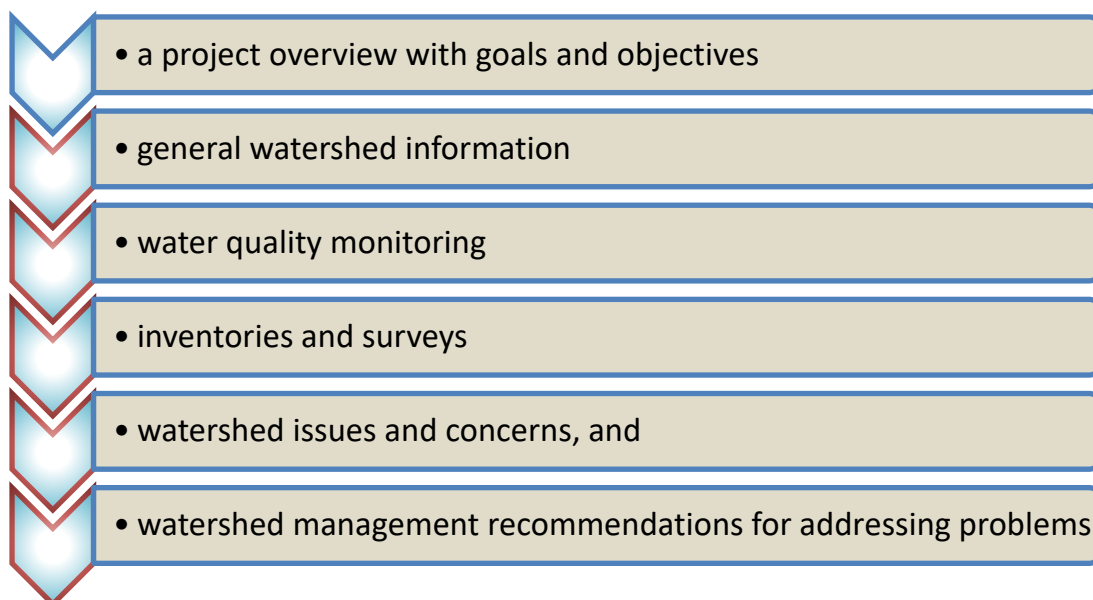 • a project overview with goals and objectives
• general watershed information
• water quality monitoring
• inventories and surveys
• watershed issues and concerns, and
• watershed management recommendations for addressing problems